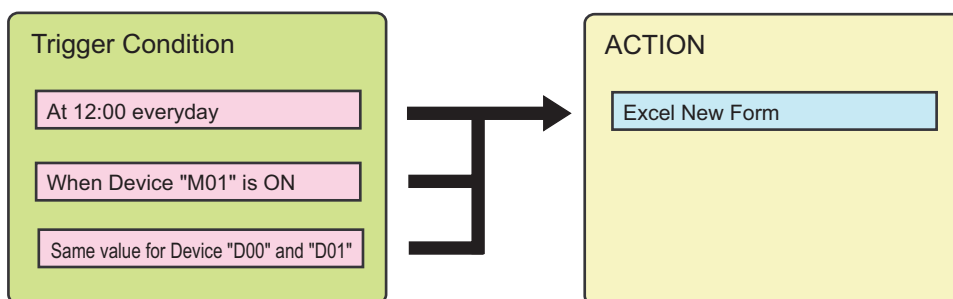 Trigger Condition
At 12:00 everyday
When Device "M01" is ON
Same value for Device "D00" and "D01"
ACTION
Excel New Form